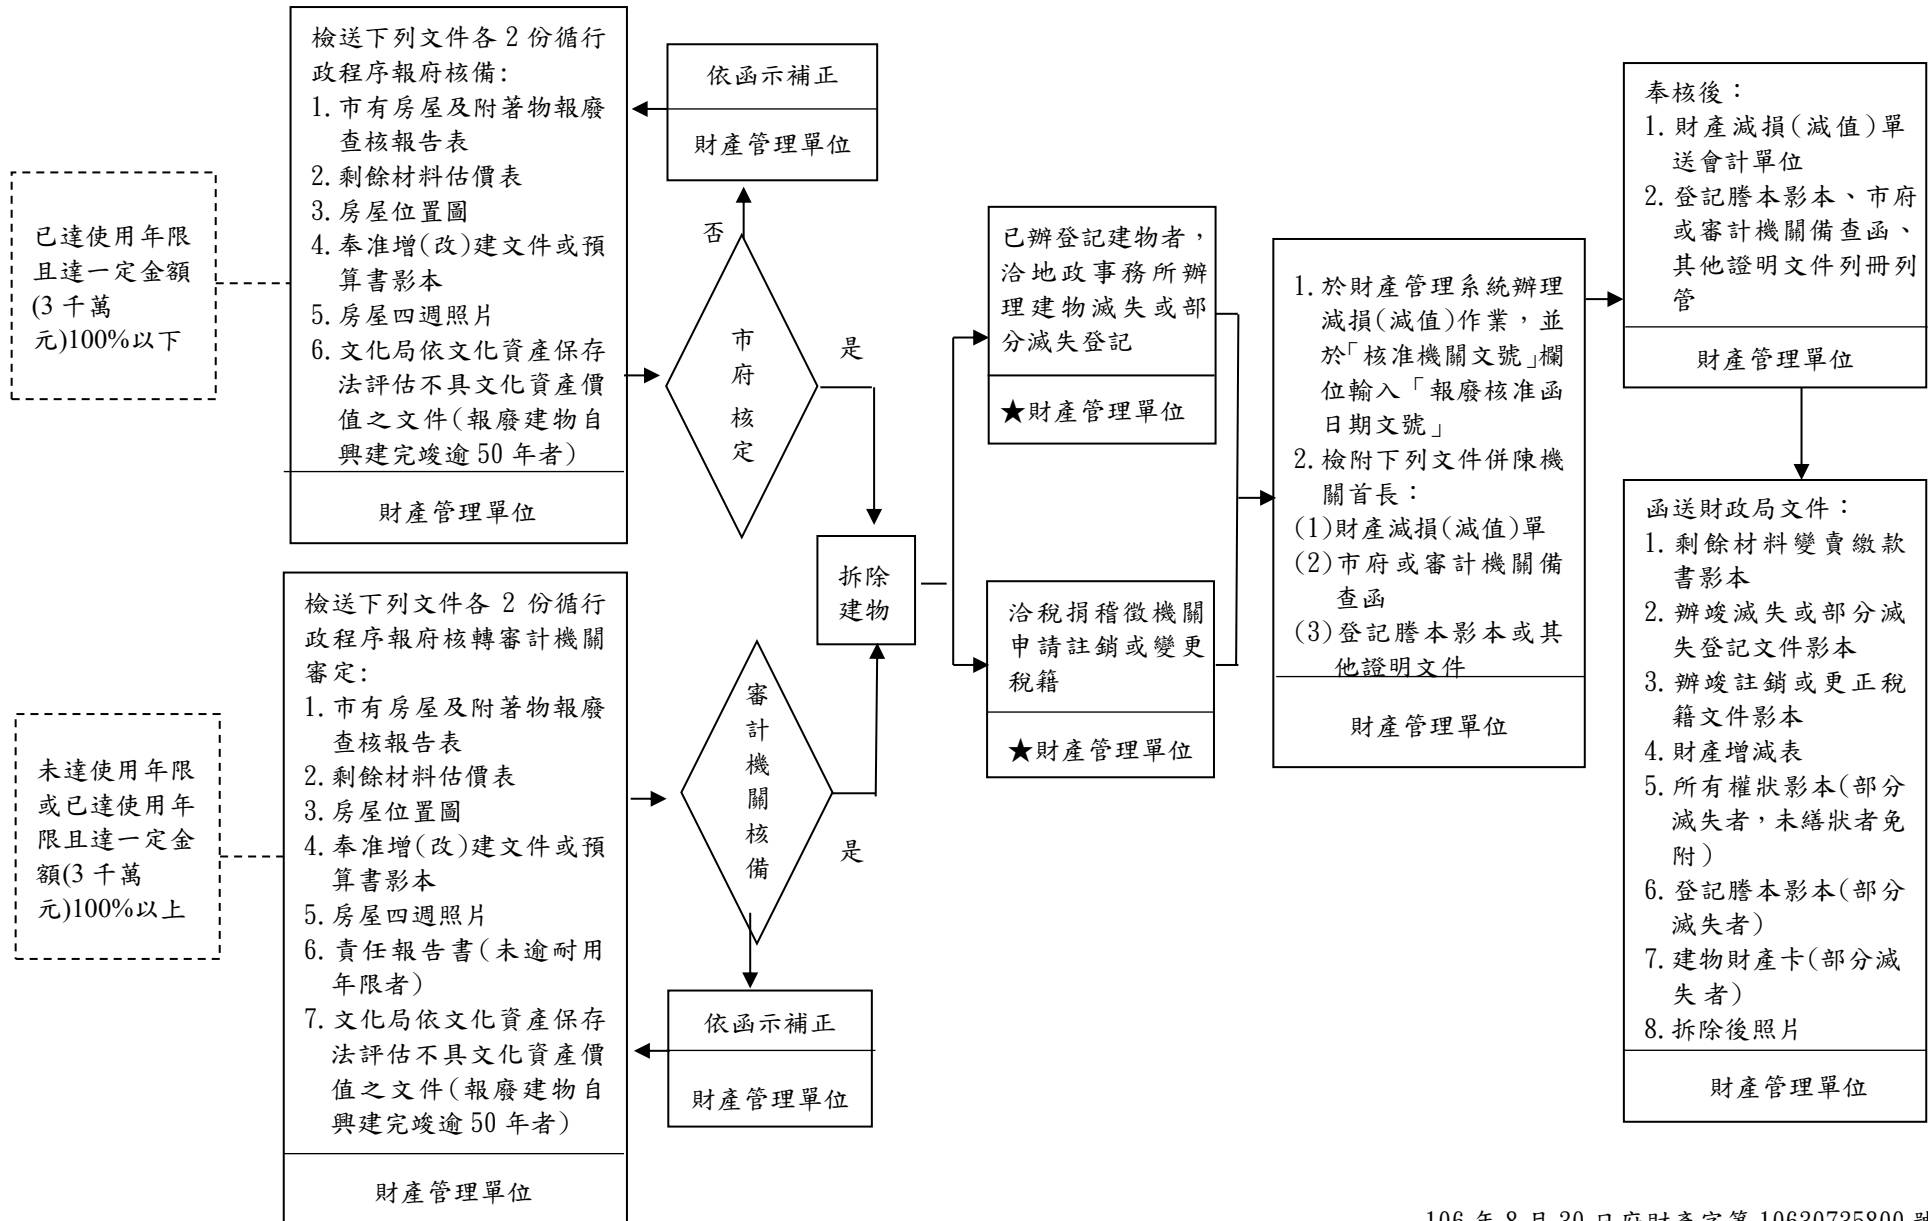 已達使用年限
且達一定金額
(3 千萬
元)100%以下
檢送下列文件各 2 份循行
政程序報府核備:
1.市有房屋及附著物報廢
查核報告表
2.剩餘材料估價表
3.房屋位置圖
4.奉准增(改)建文件或預
算書影本
5.房屋四週照片
6.文化局依文化資產保存
法評估不具文化資產價
值之文件(報廢建物自
興建完竣逾 50 年者)
財產管理單位
依函示補正
財產管理單位
否
市
府
核
定
是
未達使用年限
或已達使用年
限且達一定金
額(3 千萬
元)100%以上
檢送下列文件各 2 份循行
政程序報府核轉審計機關
審定:
1.市有房屋及附著物報廢
查核報告表
2.剩餘材料估價表
3.房屋位置圖
4.奉准增(改)建文件或預
算書影本
5.房屋四週照片
6.責任報告書(未逾耐用
年限者)
7.文化局依文化資產保存
法評估不具文化資產價
值之文件(報廢建物自
興建完竣逾 50 年者)
財產管理單位
審
計
機
關
核
備
是
依函示補正
財產管理單位
拆除
建物
已辦登記建物者，
洽地政事務所辦
理建物滅失或部
分滅失登記
★財產管理單位
洽稅捐稽徵機關
申請註銷或變更
稅籍
★財產管理單位
1.於財產管理系統辦理
減損(減值)作業，並
於「核准機關文號」欄
位輸入「報廢核准函
日期文號」
2.檢附下列文件併陳機
關首長：
(1)財產減損(減值)單
(2)市府或審計機關備
查函
(3)登記謄本影本或其
他證明文件
財產管理單位
奉核後：
1.財產減損(減值)單
送會計單位
2.登記謄本影本、市府
或審計機關備查函、
其他證明文件列冊列
管
財產管理單位
函送財政局文件：
1.剩餘材料變賣繳款
書影本
2.辦竣滅失或部分滅
失登記文件影本
3.辦竣註銷或更正稅
籍文件影本
4.財產增減表
5.所有權狀影本(部分
滅失者，未繕狀者免
附)
6.登記謄本影本(部分
滅失者)
7.建物財產卡(部分滅
失者)
8.拆除後照片
財產管理單位
106 年 8 月 30 日府財產字第 10630735800 號